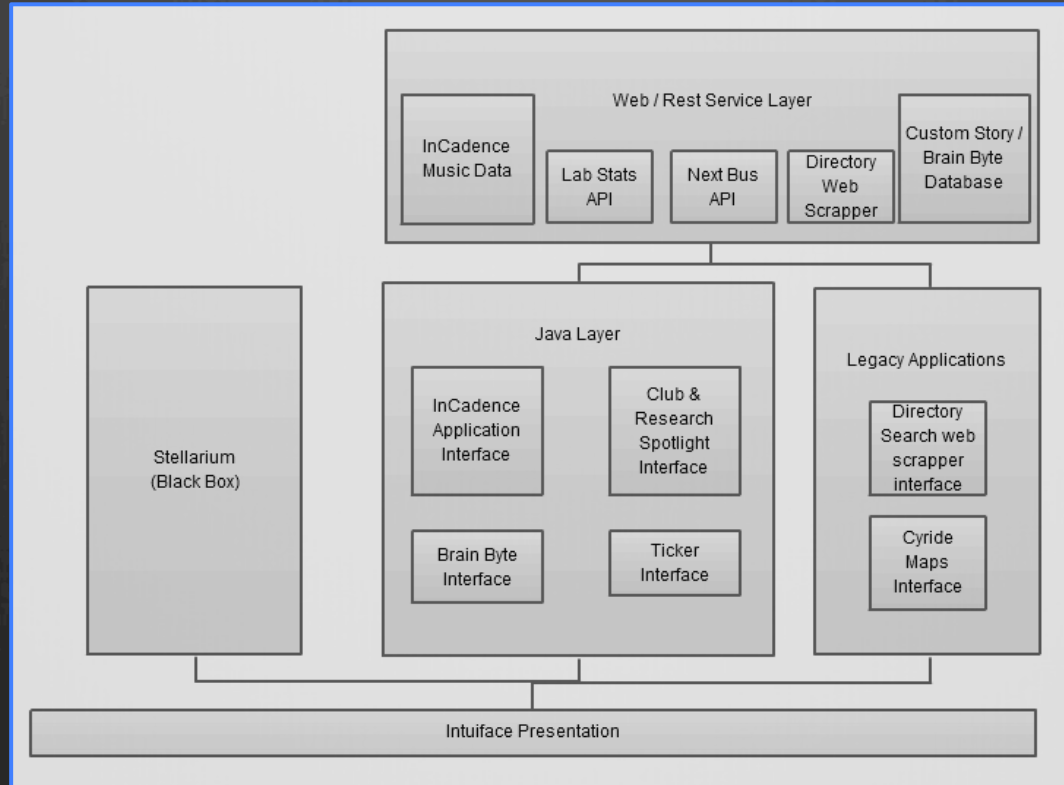 Web / Rest Service Layer
InCadence
Music Data
Lab Stats
API
Next Bus
API
Directory
Web
Scrapper
Custom Story /
Brain Byte
Database
Stellarium
(Black Box)
Java Layer
InCadence
Application
Interface
Club &
Research
Spotlight
Interface
Brain Byte
Interface
Ticker
Interface
Legacy Applications
Directory
Search web
scrapper
interface
Cyride
Maps
Interface
Intuiface Presentation